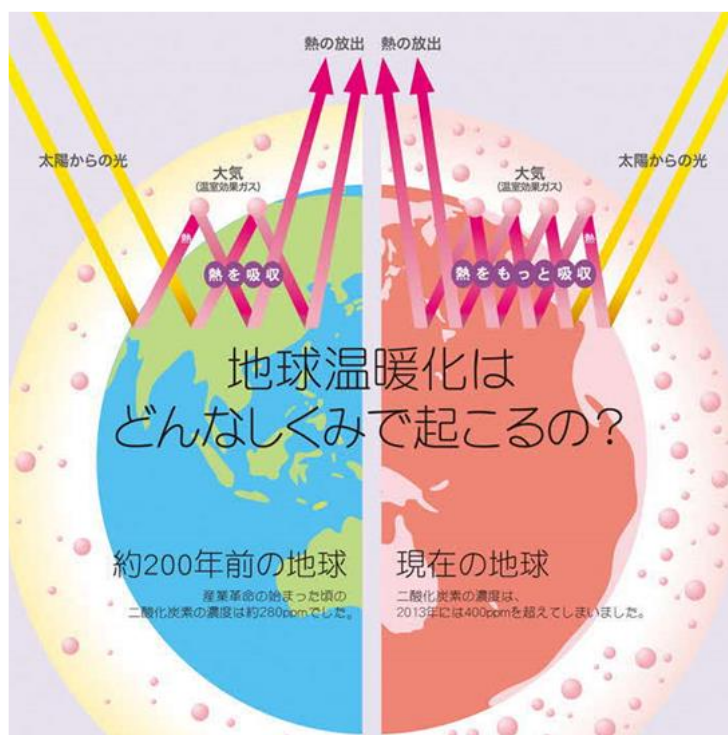 熱の放出
熱の放出
太陽からの光
大気
(温室効果ガス)
熱
熱を吸収
太陽からの光
大気
(温室効果ガス)
熱
熱をもっと吸収
地球温暖化は
どんなしくみで起こるの？
約200年前の地球
産業革命の始まった頃の
二酸化炭素の濃度は約280ppmでした。
現在の地球
二酸化炭素の濃度は、
2013年には400ppmを超えてしまいました。